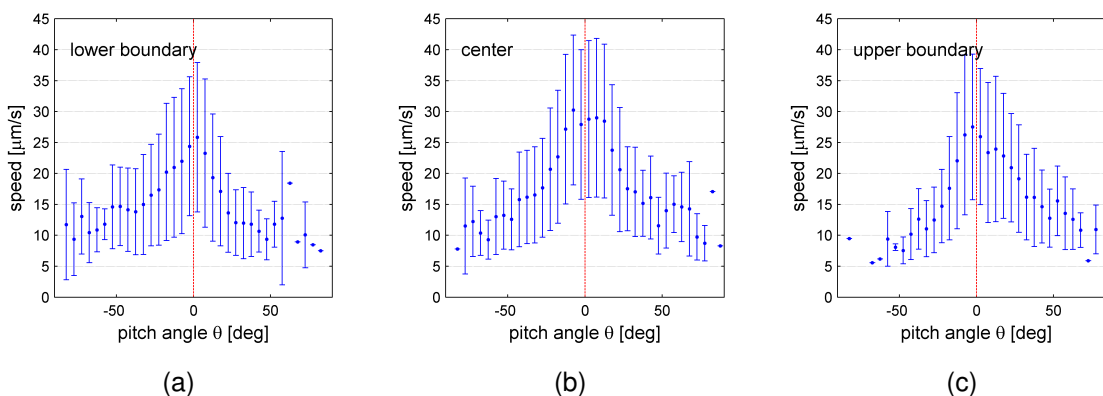 lower boundary
45
40
35
30
25
20
15
10
5
0
speed [μm/s]
-50 0 50
pitch angle θ [deg]
(a)
center
45
40
35
30
25
20
15
10
5
0
speed [μm/s]
-50 0 50
pitch angle θ [deg]
(b)
upper boundary
45
40
35
30
25
20
15
10
5
0
speed [μm/s]
-50 0 50
pitch angle θ [deg]
(c)